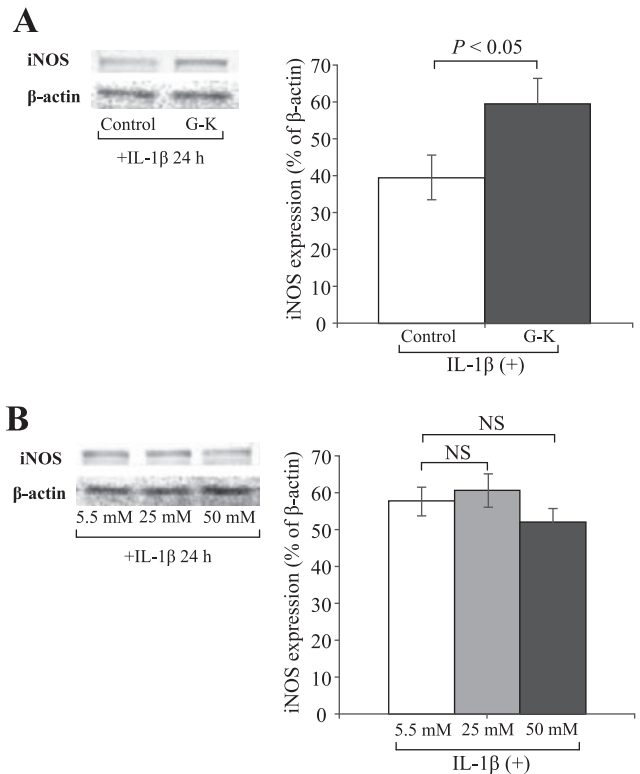 A
iNOS
β-actin
Control G-K
+IL-1β 24 h
P < 0.05
iNOS expression (% of β-actin)
70
60
50
40
30
20
10
0
Control G-K
IL-1β (+)
B
iNOS
β-actin
5.5 mM 25 mM 50 mM
+IL-1β 24 h
NS
NS
iNOS expression (% of β-actin)
70
60
50
40
30
20
10
0
5.5 mM 25 mM 50 mM
IL-1β (+)